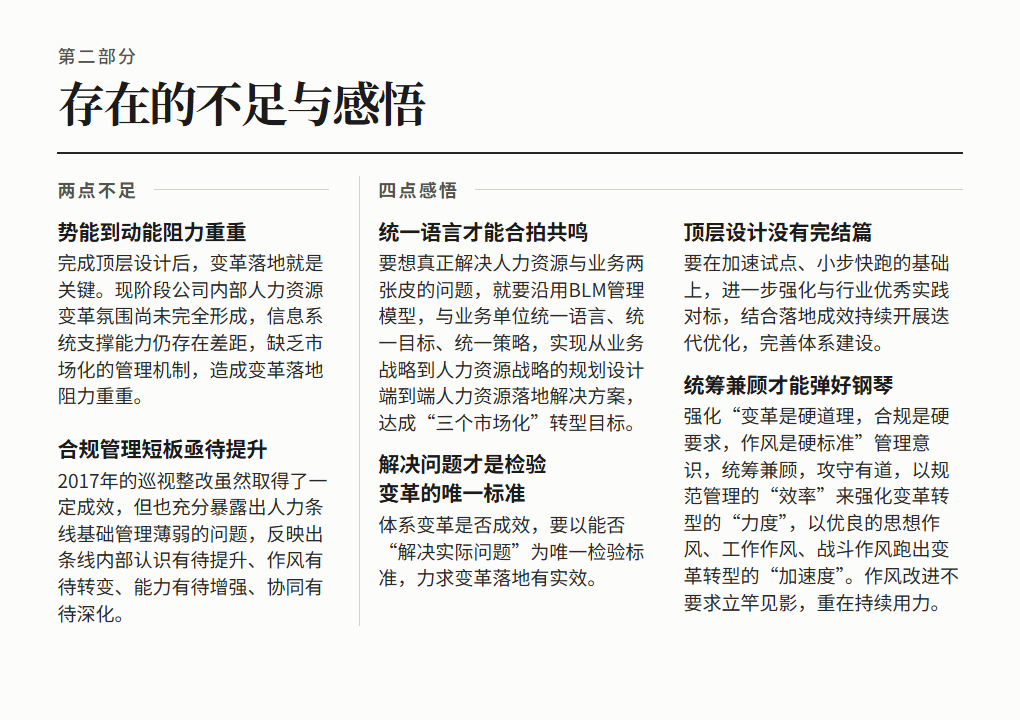 第二部分
存在的不足与感悟
两点不足
势能到动能阻力重重
完成顶层设计后，变革落地就是
关键。现阶段公司内部人力资源
变革氛围尚未完全形成，信息系
统支撑能力仍存在差距，缺乏市
场化的管理机制，造成变革落地
阻力重重。
合规管理短板亟待提升
2017年的巡视整改虽然取得了一
定成效，但也充分暴露出人力条
线基础管理薄弱的问题，反映出
条线内部认识有待提升、作风有
待转变、能力有待增强、协同有
待深化。
四点感悟
统一语言才能合拍共鸣
要想真正解决人力资源与业务两
张皮的问题，就要沿用BLM管理
模型，与业务单位统一语言、统
一目标、统一策略，实现从业务
战略到人力资源战略的规划设计
端到端人力资源落地解决方案，
达成“三个市场化”转型目标。
解决问题才是检验
变革的唯一标准
体系变革是否成效，要以能否
“解决实际问题”为唯一检验标
准，力求变革落地有实效。
顶层设计没有完结篇
要在加速试点、小步快跑的基础
上，进一步强化与行业优秀实践
对标，结合落地成效持续开展迭
代优化，完善体系建设。
统筹兼顾才能弹好钢琴
强化“变革是硬道理，合规是硬
要求，作风是硬标准”管理意
识，统筹兼顾，攻守有道，以规
范管理的“效率”来强化变革转
型的“力度”，以优良的思想作
风、工作作风、战斗作风跑出变
革转型的“加速度”。作风改进不
要求立竿见影，重在持续用力。